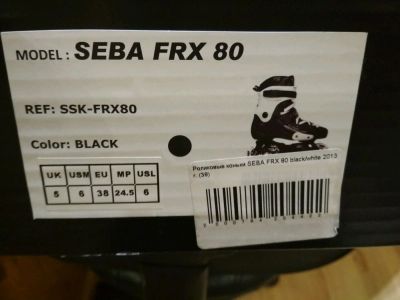 MODEL : SEBA FRX 80
REF: SSK-FRX80
Color: BLACK
UK USM EU MP USL
5 6 38 24.5 6
Роликовые коньки SEBA FRX 80 black/white 2013
г. (38)